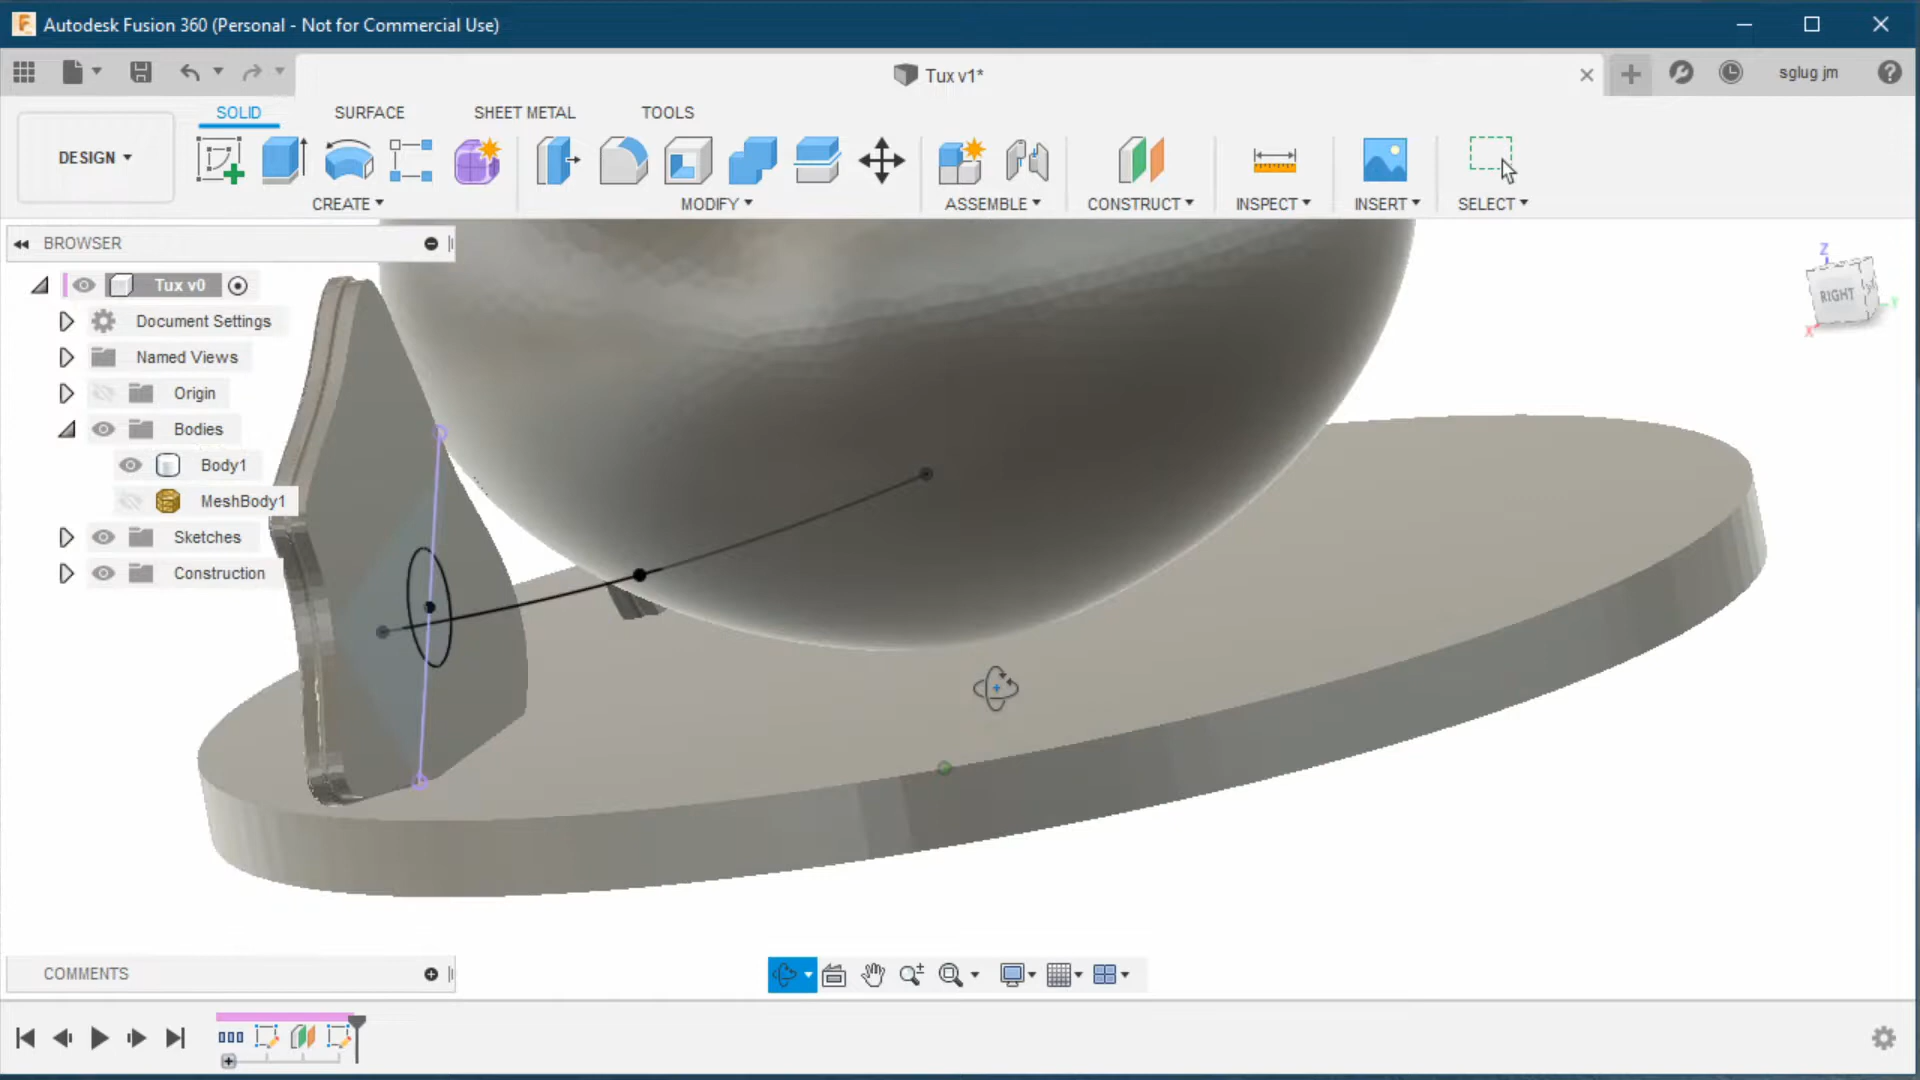 Autodesk Fusion 360 (Personal - Not for Commercial Use)
Tux v1*
sglug jm
SOLID SURFACE SHEET METAL TOOLS
DESIGN
CREATE MODIFY ASSEMBLE CONSTRUCT INSPECT INSERT SELECT
BROWSER
Tux v0
Document Settings
Named Views
Origin
Bodies
Body1
MeshBody1
Sketches
Construction
Z
RIGHT
Y
X
COMMENTS